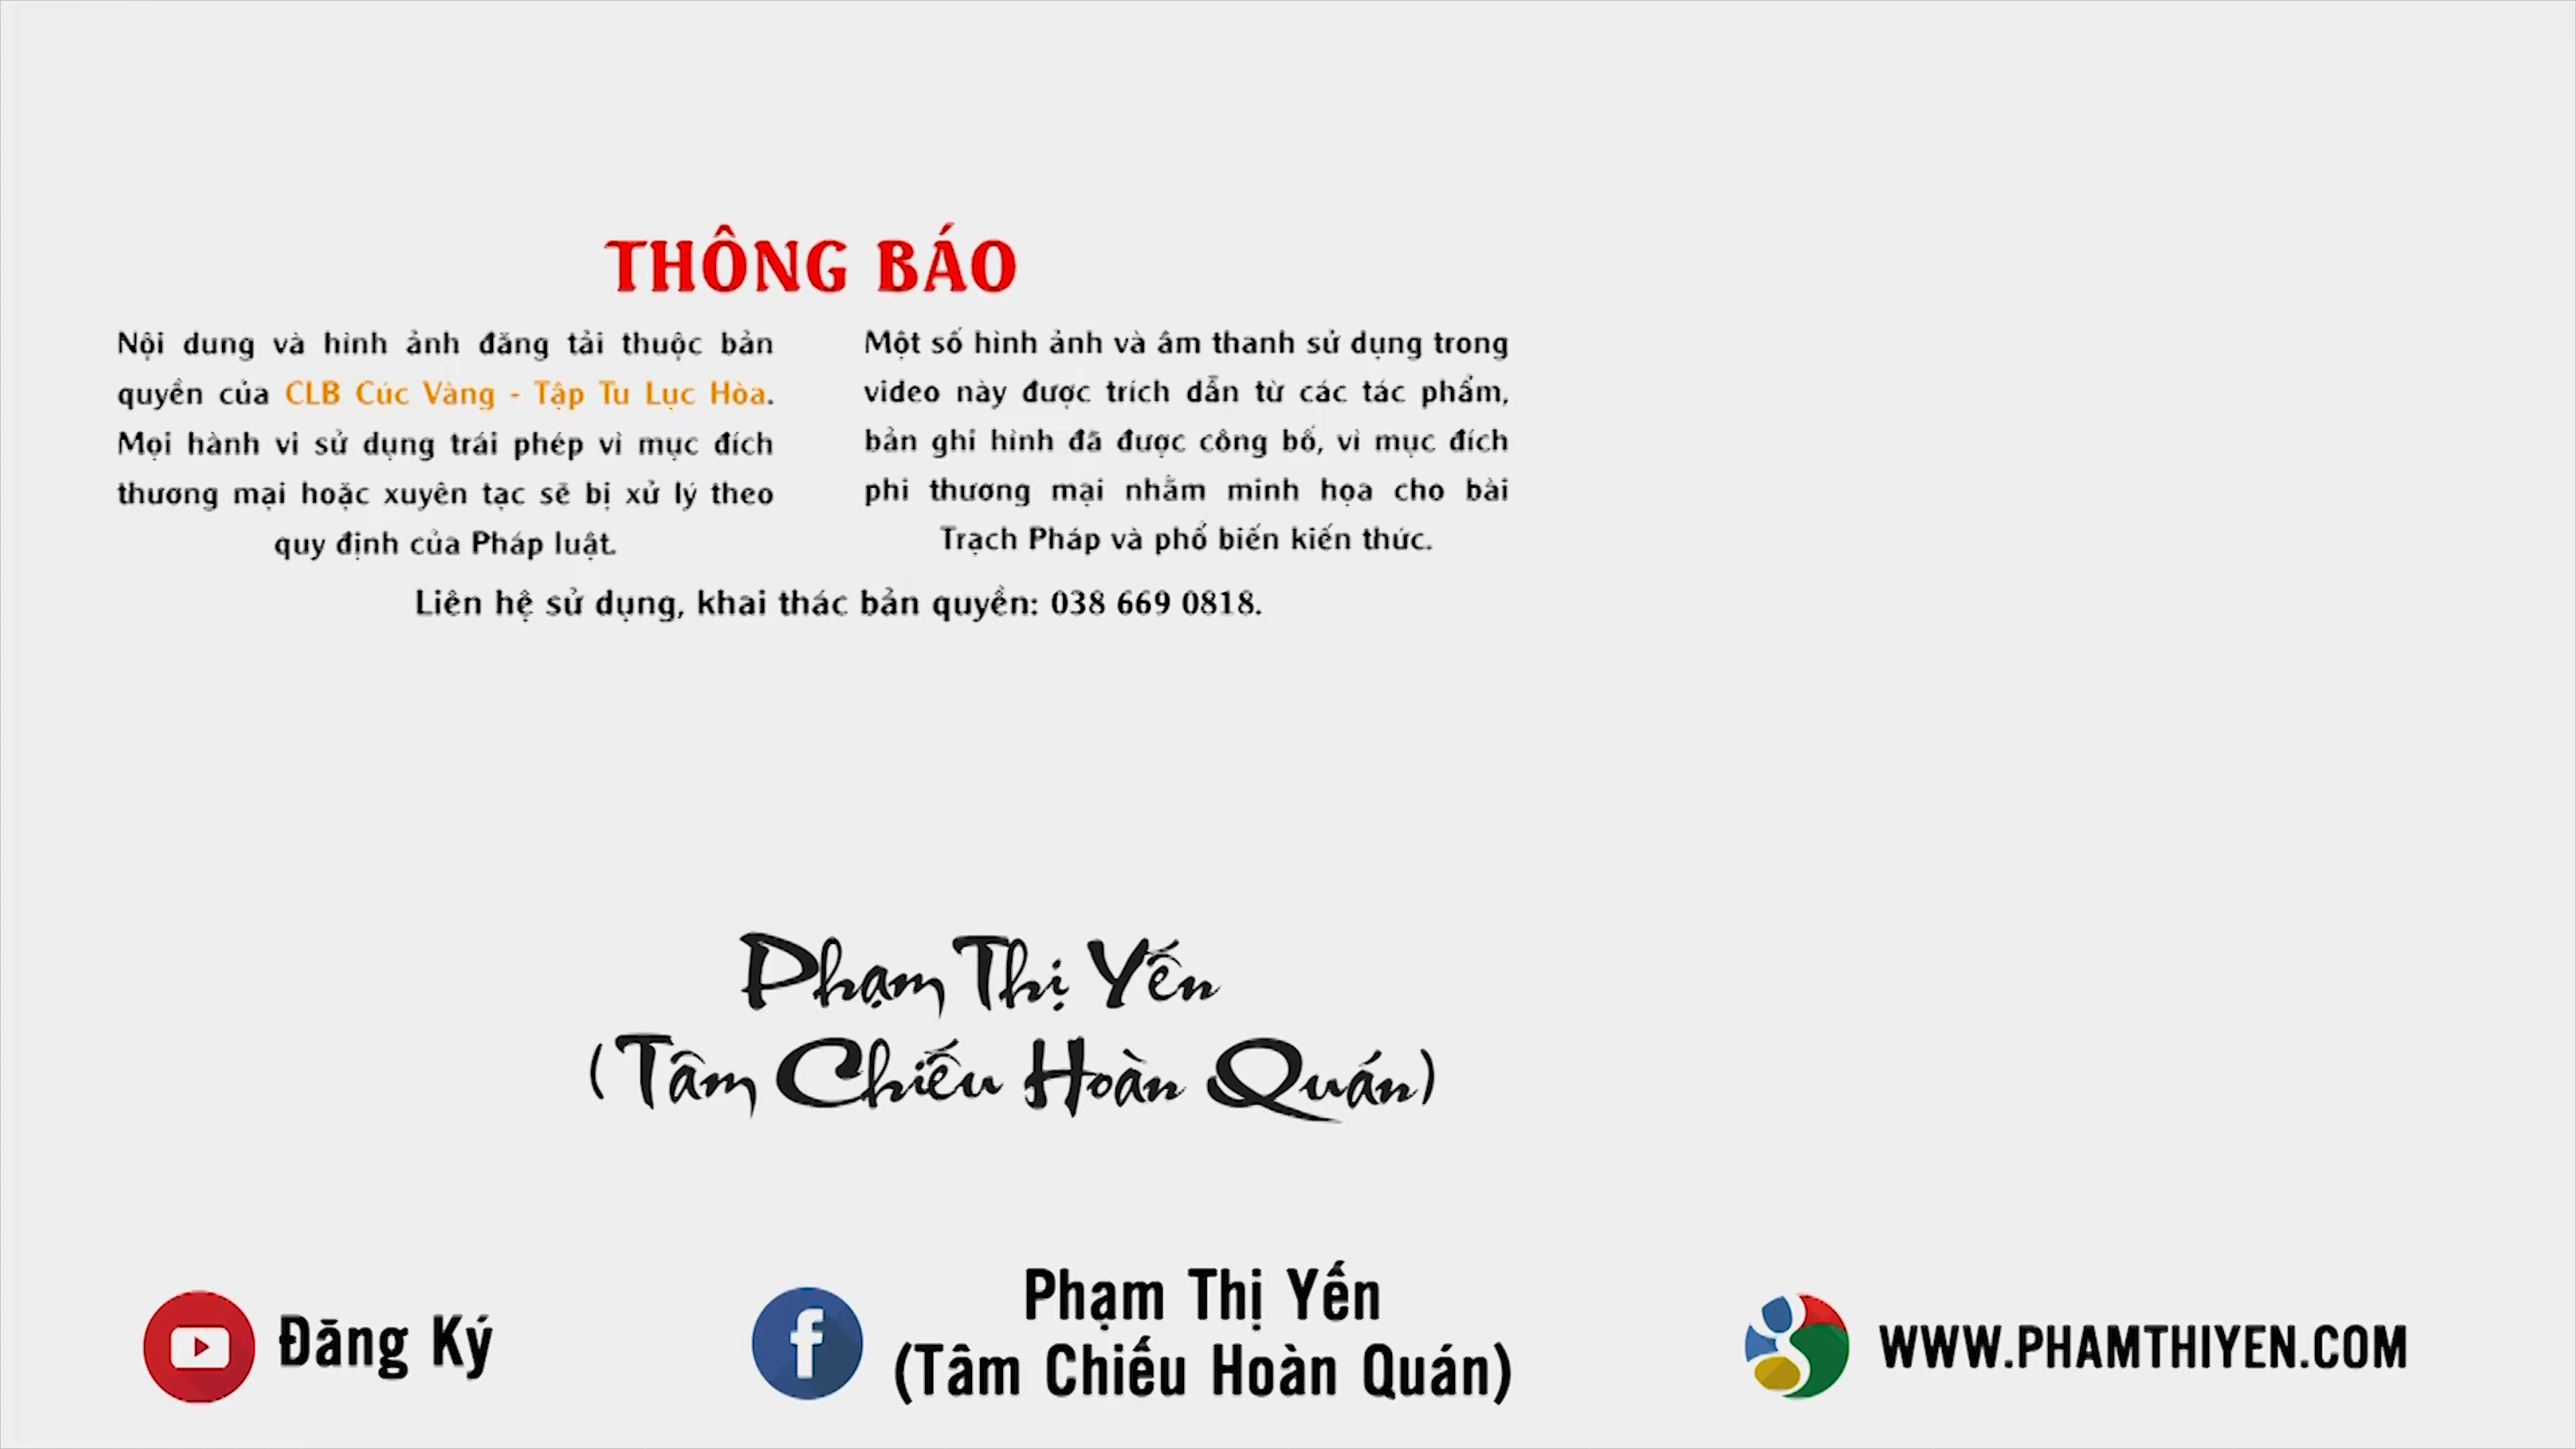 THÔNG BÁO
Nội dung và hình ảnh đăng tải thuộc bản
quyền của CLB Cúc Vàng - Tập Tu Lục Hòa.
Mọi hành vi sử dụng trái phép vì mục đích
thương mại hoặc xuyên tạc sẽ bị xử lý theo
quy định của Pháp luật.
Một số hình ảnh và âm thanh sử dụng trong
video này được trích dẫn từ các tác phẩm,
bản ghi hình đã được công bố, vì mục đích
phi thương mại nhằm minh họa cho bài
Trạch Pháp và phổ biến kiến thức.
Liên hệ sử dụng, khai thác bản quyền: 038 669 0818.
Phạm Thị Yến
(Tâm Chiếu Hoàn Quán)
Đăng Ký
Phạm Thị Yến
(Tâm Chiếu Hoàn Quán)
WWW.PHAMTHIYEN.COM